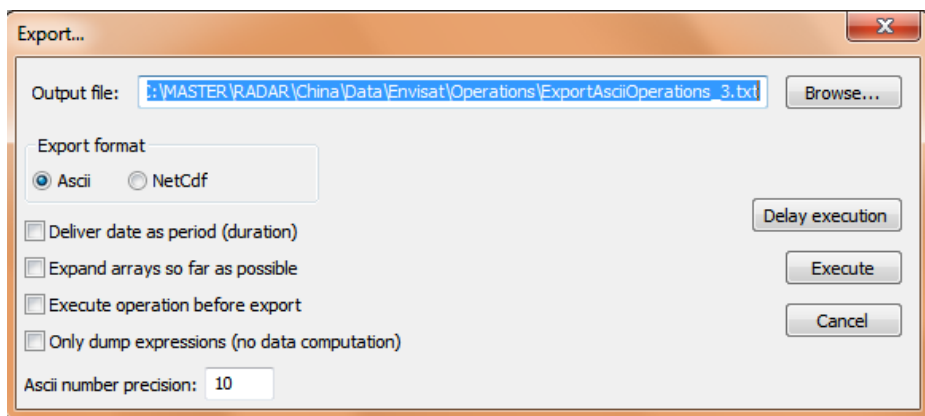 Export...
Output file:
C:\MASTER\RADAR\China\Data\Envisat\Operations\ExportAsciiOperations_3.txt
Browse...
Export format
Ascii
NetCdf
Delay execution
Deliver date as period (duration)
Expand arrays so far as possible
Execute
Execute operation before export
Cancel
Only dump expressions (no data computation)
Ascii number precision:
10